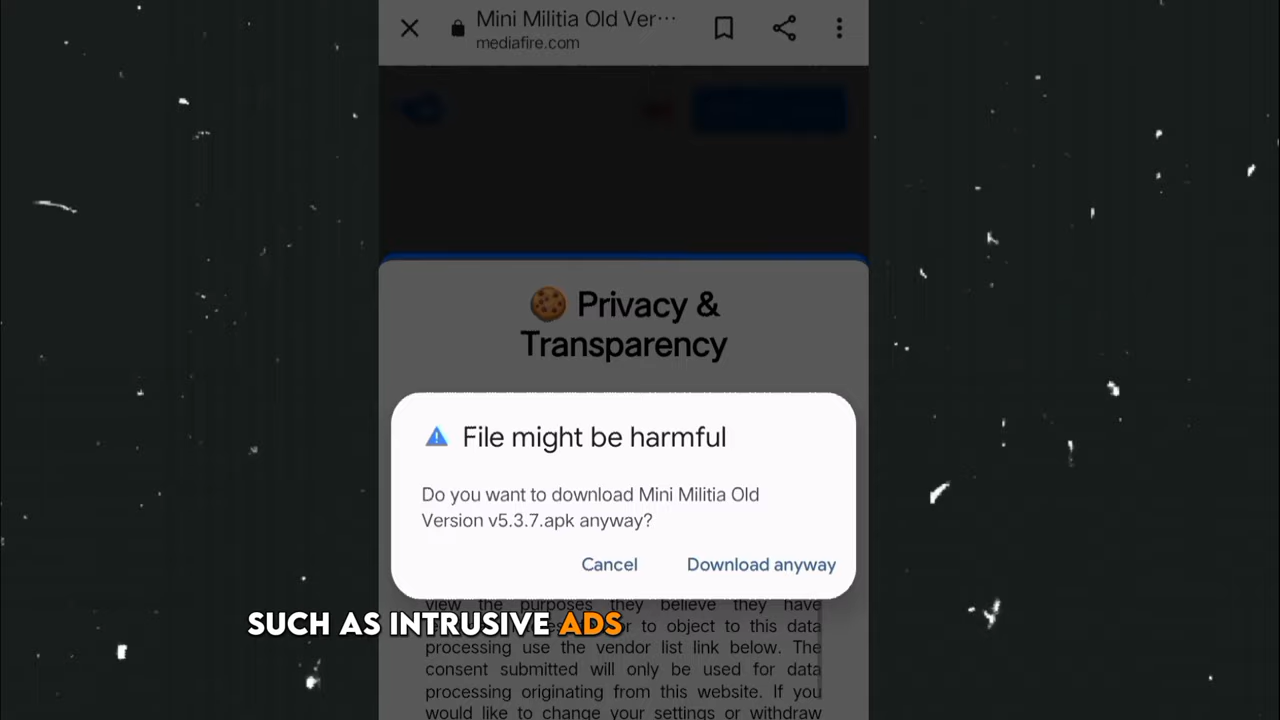 Mini Militia Old Ver...
mediafire.com
🍪 Privacy &
Transparency
File might be harmful
Do you want to download Mini Militia Old
Version v5.3.7.apk anyway?
Cancel
Download anyway
view the purposes they believe they have
SUCH AS INTRUSIVE ADS
r to object to this data
processing use the vendor list link below. The
consent submitted will only be used for data
processing originating from this website. If you
would like to change your settings or withdraw